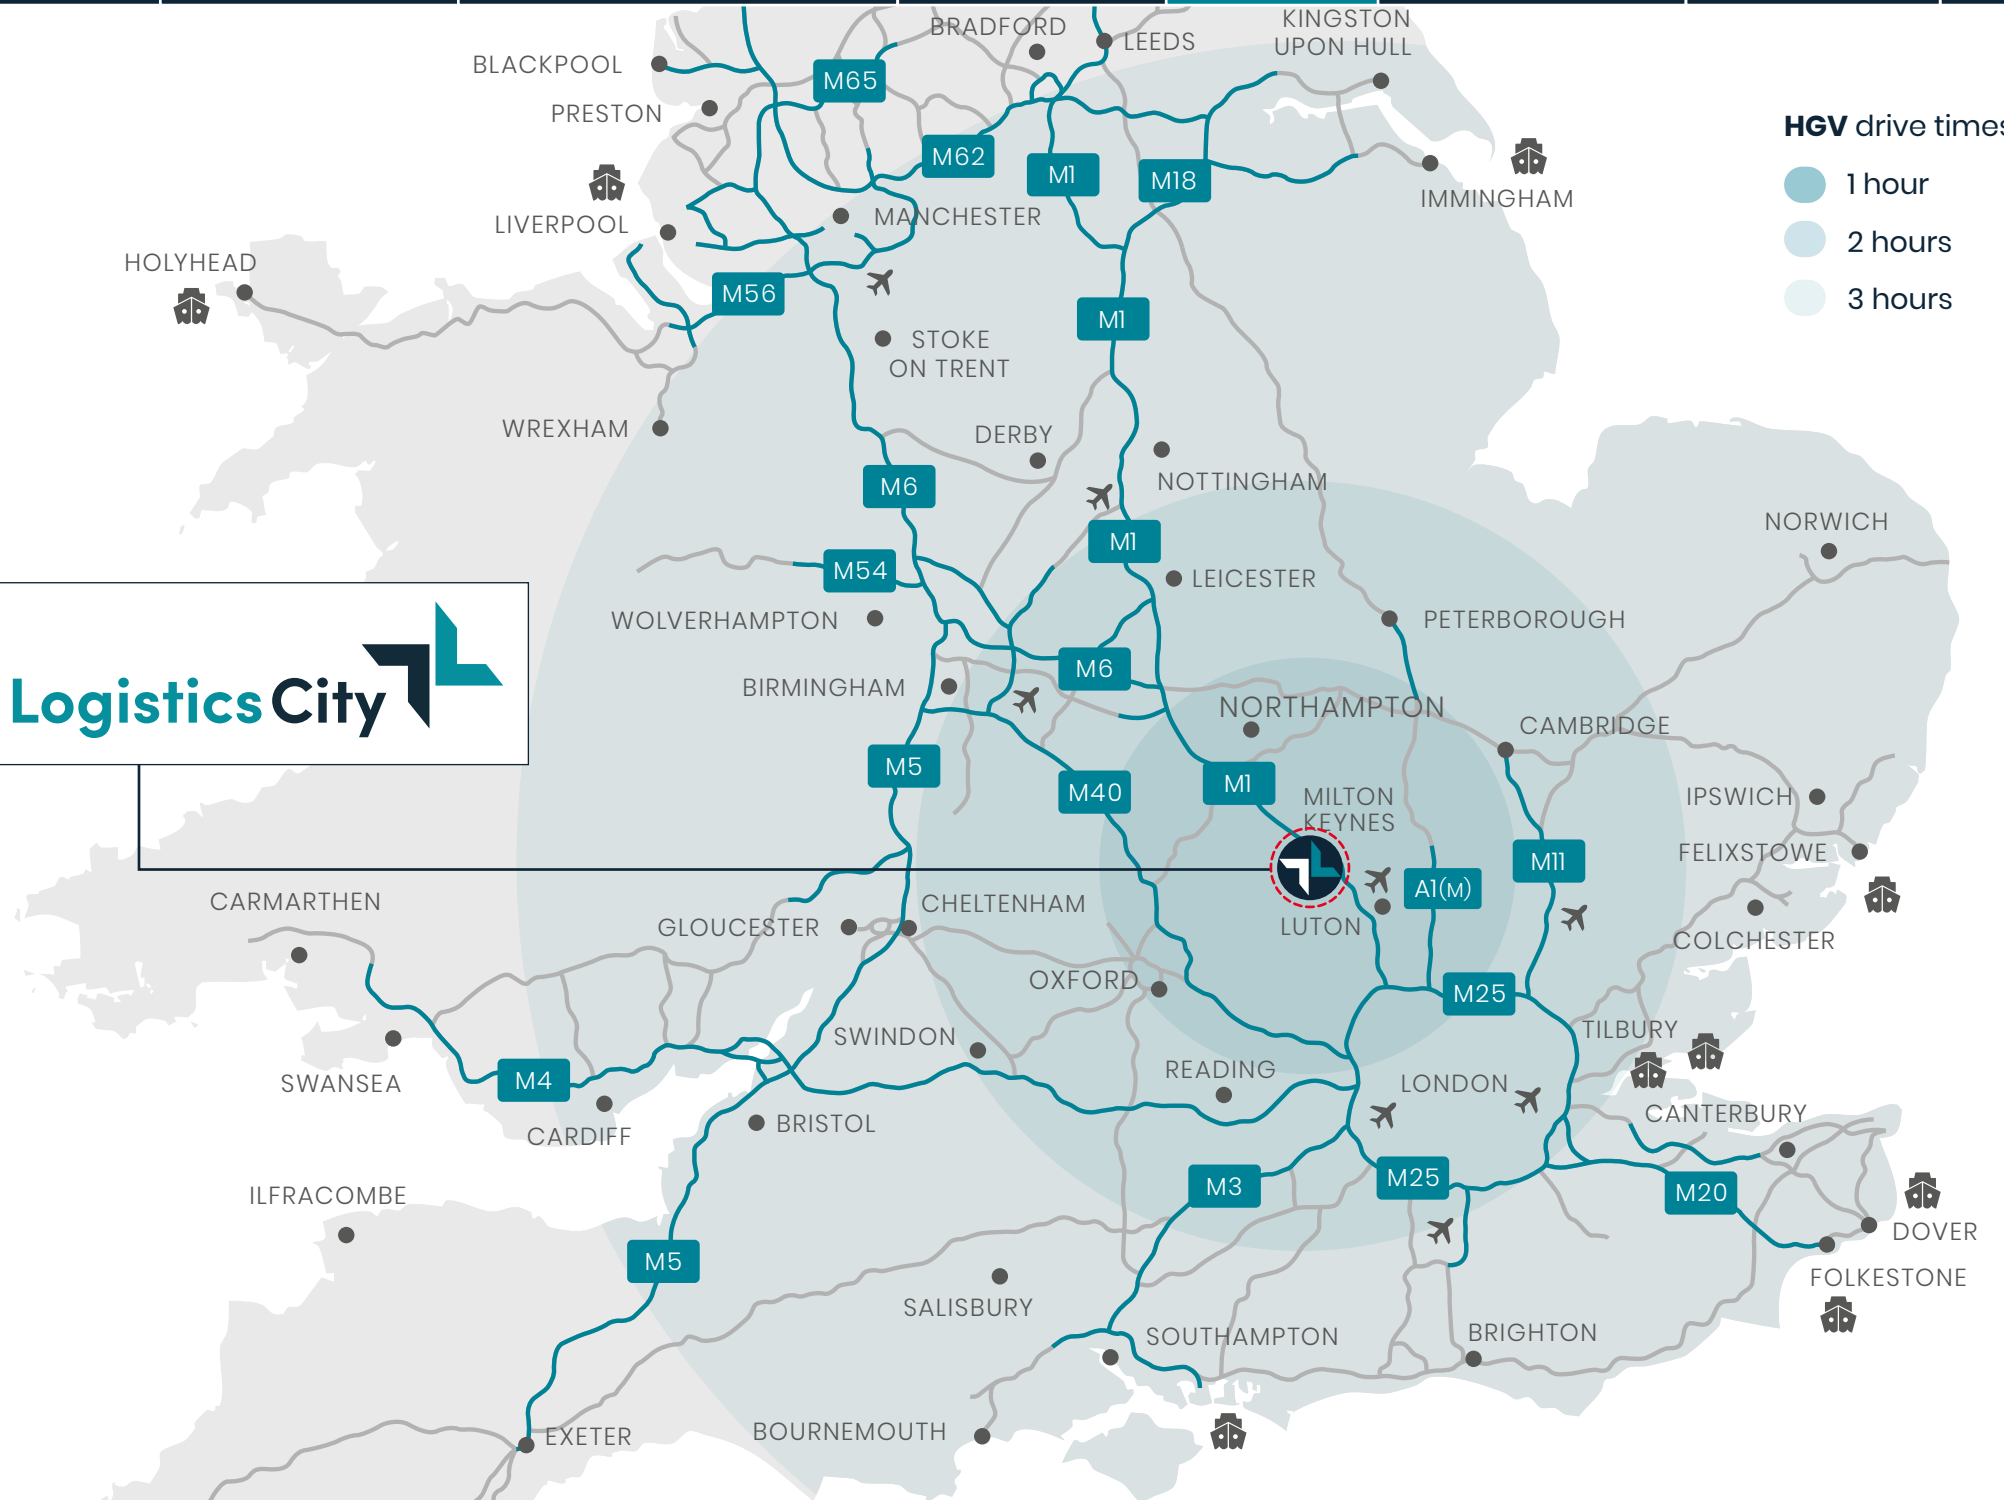 BRADFORD
LEEDS
KINGSTON
UPON HULL
BLACKPOOL
M65
PRESTON
HGV drive times
M62
M1
M18
1 hour
IMMINGHAM
LIVERPOOL
MANCHESTER
2 hours
HOLYHEAD
M56
3 hours
M1
STOKE
ON TRENT
WREXHAM
DERBY
NOTTINGHAM
M6
NORWICH
M1
M54
LEICESTER
WOLVERHAMPTON
PETERBOROUGH
M6
BIRMINGHAM
Logistics City
NORTHAMPTON
CAMBRIDGE
M5
M40
M1
MILTON
KEYNES
IPSWICH
FELIXSTOWE
M11
A1(M)
CARMARTHEN
CHELTENHAM
GLOUCESTER
LUTON
COLCHESTER
OXFORD
M25
SWINDON
TILBURY
READING
LONDON
SWANSEA
M4
CARDIFF
BRISTOL
CANTERBURY
M3
M25
M20
ILFRACOMBE
DOVER
M5
FOLKESTONE
SALISBURY
SOUTHAMPTON
BRIGHTON
BOURNEMOUTH
EXETER